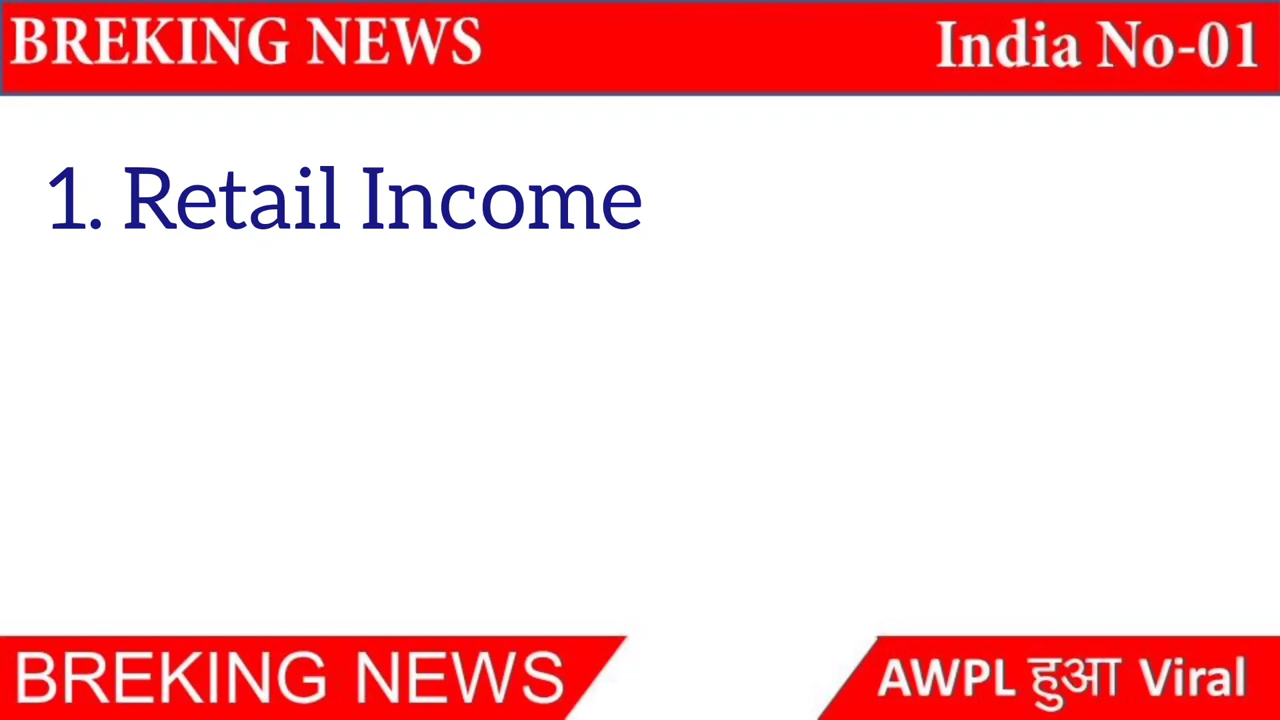 BREKING NEWS
India No-01
1. Retail Income
BREKING NEWS
AWPL हुआ Viral